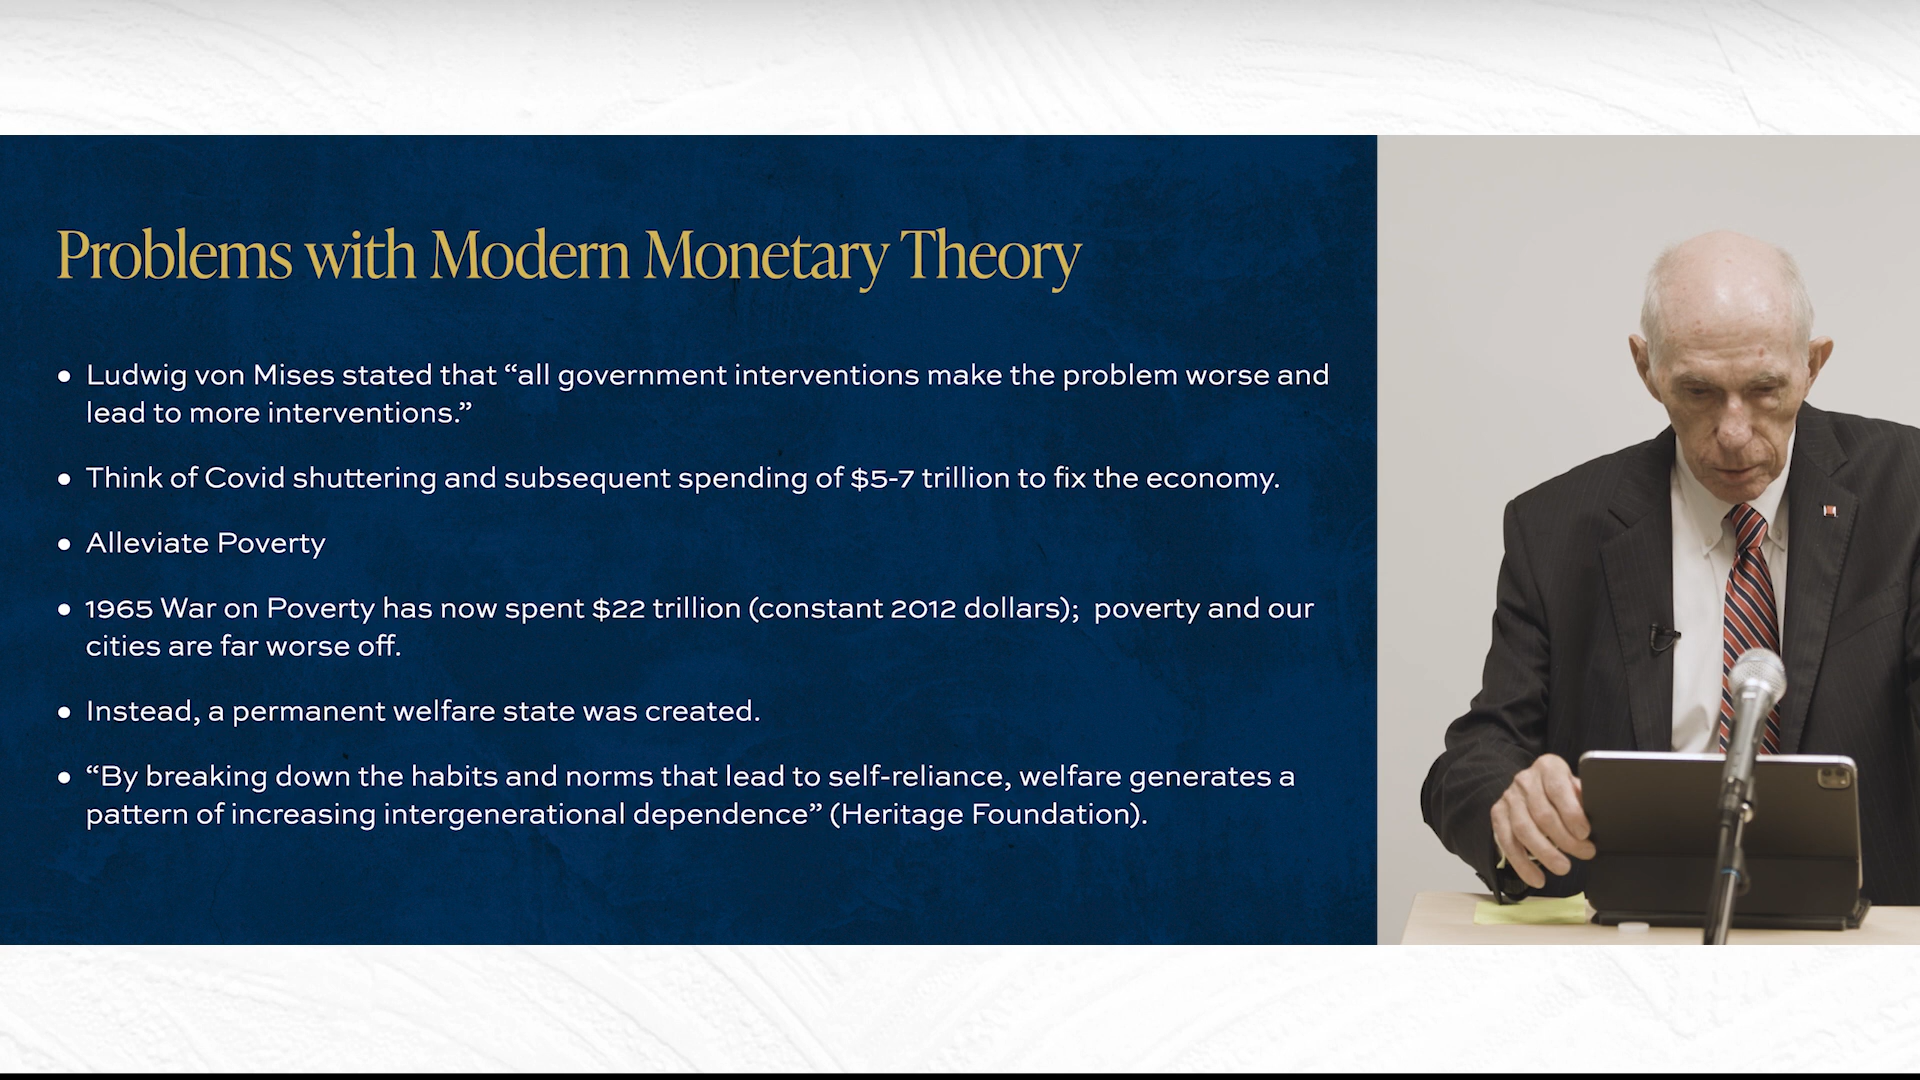 Problems with Modern Monetary Theory
● Ludwig von Mises stated that “all government interventions make the problem worse and
lead to more interventions.”
● Think of Covid shuttering and subsequent spending of $5-7 trillion to fix the economy.
● Alleviate Poverty
● 1965 War on Poverty has now spent $22 trillion (constant 2012 dollars);  poverty and our
cities are far worse off.
● Instead, a permanent welfare state was created.
● “By breaking down the habits and norms that lead to self-reliance, welfare generates a
pattern of increasing intergenerational dependence” (Heritage Foundation).